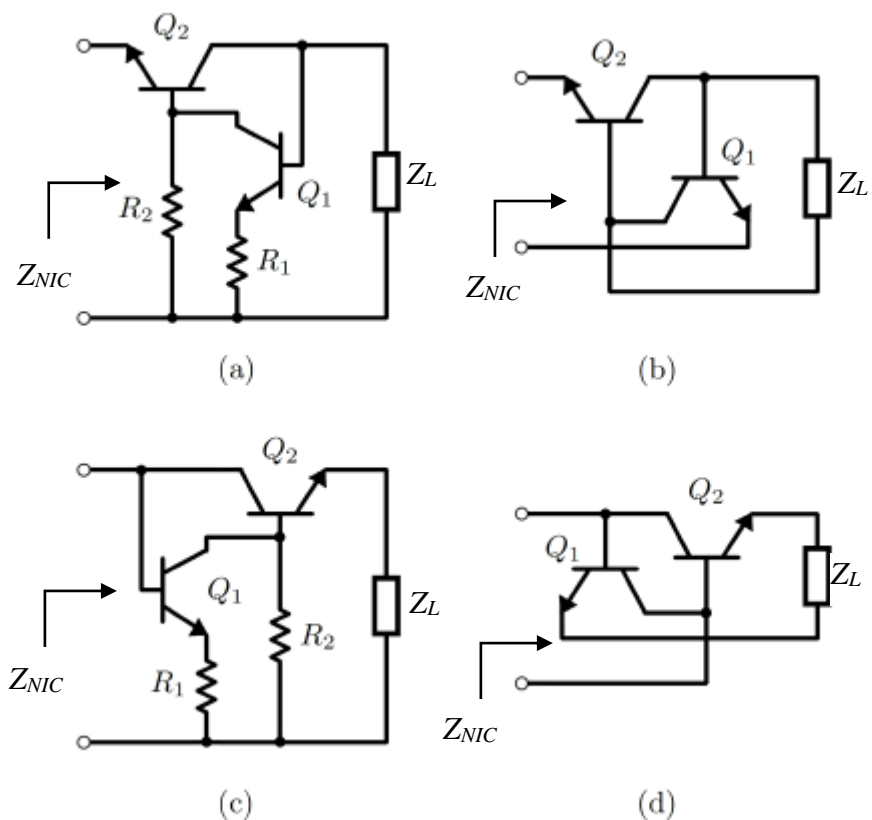 Q₂
Q₁
R₂
R₁
Z_L
Z_NIC
(a)
Q₂
Q₁
Z_L
Z_NIC
(b)
Q₂
Q₁
R₁
R₂
Z_L
Z_NIC
(c)
Q₂
Q₁
Z_L
Z_NIC
(d)